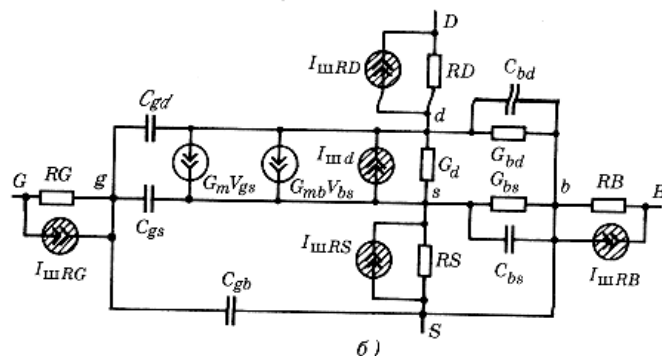 D
I_шRD
RD
C_bd
C_gd
d
I_шd
G_d
G_bd
G
RG
g
G_mV_gs
G_mbV_bs
G_bs
b
RB
B
s
C_gs
I_шRG
I_шRS
RS
C_bs
I_шRB
C_gb
S
б)